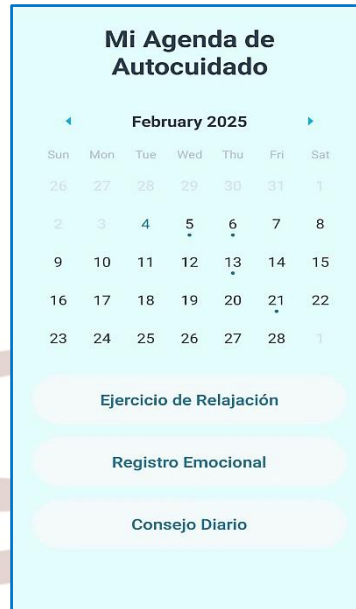 Mi Agenda de
Autocuidado
February 2025
Sun Mon Tue Wed Thu Fri Sat
26 27 28 29 30 31 1
2 3 4 5 6 7 8
9 10 11 12 13 14 15
16 17 18 19 20 21 22
23 24 25 26 27 28 1
Ejercicio de Relajación
Registro Emocional
Consejo Diario